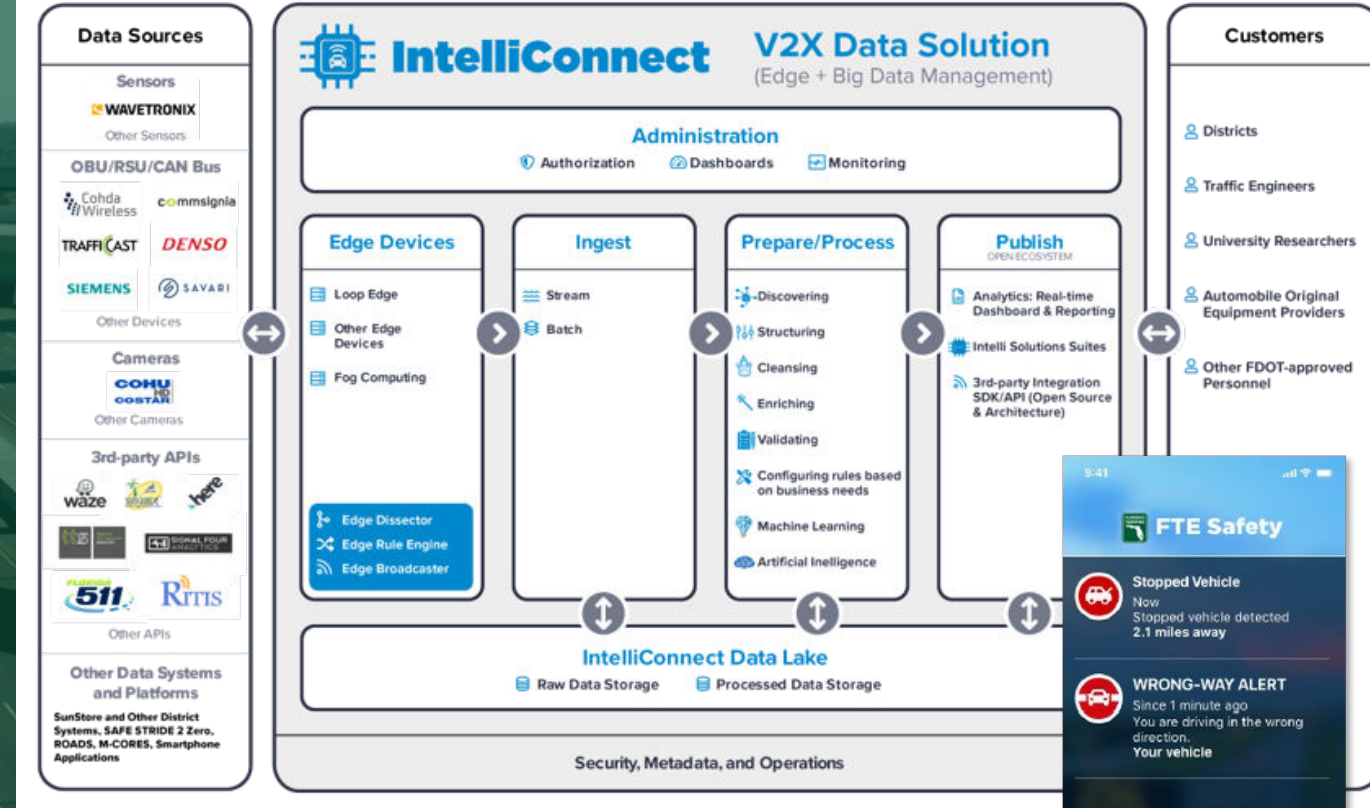 Data Sources
Sensors
WAVETRONIX
Other Sensors
OBU/RSU/CAN Bus
Cohda
Wireless
commsignia
TRAFFICAST
DENSO
SIEMENS
SAVARI
Other Devices
Cameras
COHU
HD
COSTAR
Other Cameras
3rd-party APIs
waze
here
SIGNAL FOUR
ANALYTICS
FLORIDA
511
RITIS
Other APIs
Other Data Systems
and Platforms
SunStore and Other District
Systems, SAFE STRIDE 2 Zero,
ROADS, M-CORES, Smartphone
Applications
IntelliConnect
V2X Data Solution
(Edge + Big Data Management)
Administration
Authorization
Dashboards
Monitoring
Edge Devices
Loop Edge
Other Edge
Devices
Fog Computing
Edge Dissector
Edge Rule Engine
Edge Broadcaster
Ingest
Stream
Batch
Prepare/Process
Discovering
Structuring
Cleansing
Enriching
Validating
Configuring rules based
on business needs
Machine Learning
Artificial Inelligence
Publish
OPEN ECOSYSTEM
Analytics: Real-time
Dashboard & Reporting
Intelli Solutions Suites
3rd-party Integration
SDK/API (Open Source
& Architecture)
IntelliConnect Data Lake
Raw Data Storage
Processed Data Storage
Security, Metadata, and Operations
Customers
Districts
Traffic Engineers
University Researchers
Automobile Original
Equipment Providers
Other FDOT-approved
Personnel
9:41
FTE Safety
Stopped Vehicle
Now
Stopped vehicle detected
2.1 miles away
WRONG-WAY ALERT
Since 1 minute ago
You are driving in the wrong
direction.
Your vehicle